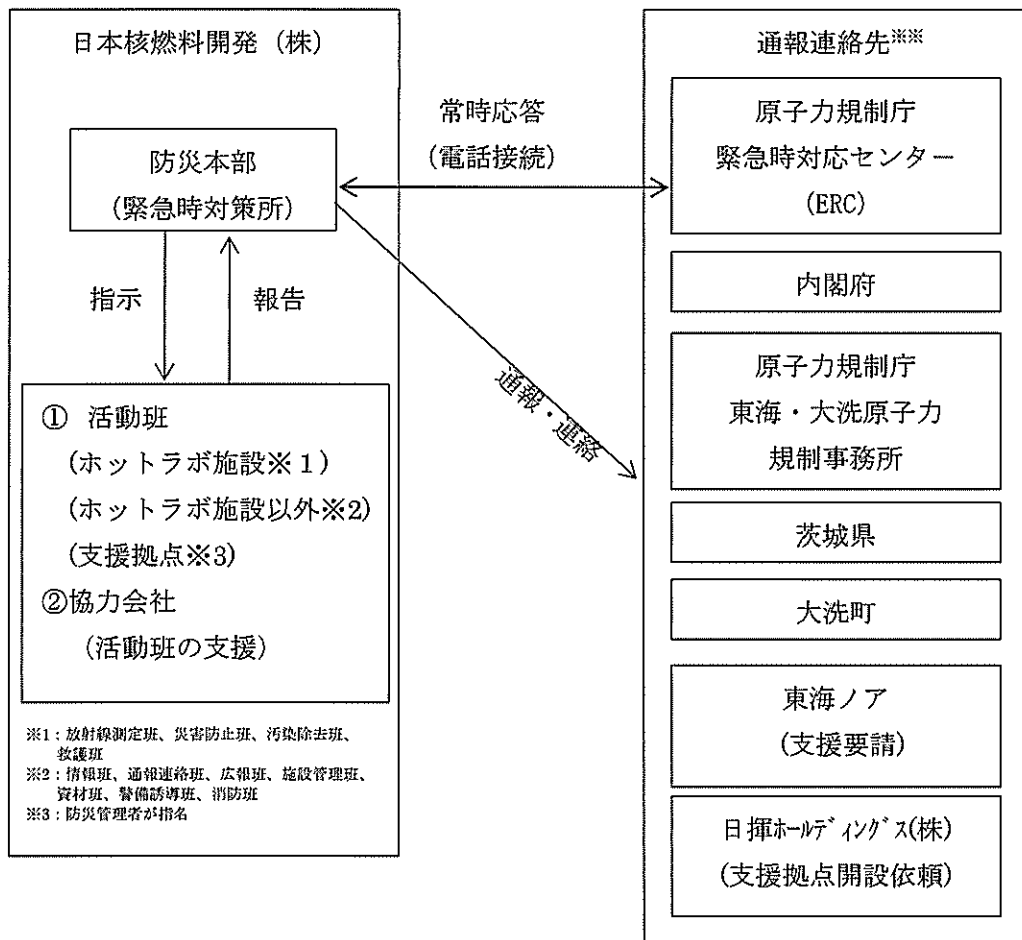 日本核燃料開発（株）
防災本部
(緊急時対策所)
指示
報告
① 活動班
(ホットラボ施設※１)
(ホットラボ施設以外※2)
(支援拠点※3)
②協力会社
(活動班の支援)
※1：放射線測定班、災害防止班、汚染除去班、
救護班
※2：情報班、通報連絡班、広報班、施設管理班、
資材班、警備誘導班、消防班
※3：防災管理者が指名
常時応答
(電話接続)
通報・連絡
通報連絡先※※
原子力規制庁
緊急時対応センター
(ERC)
内閣府
原子力規制庁
東海・大洗原子力
規制事務所
茨城県
大洗町
東海ノア
(支援要請)
日揮ﾎｰﾙﾃﾞｨﾝｸﾞｽ(株)
(支援拠点開設依頼)